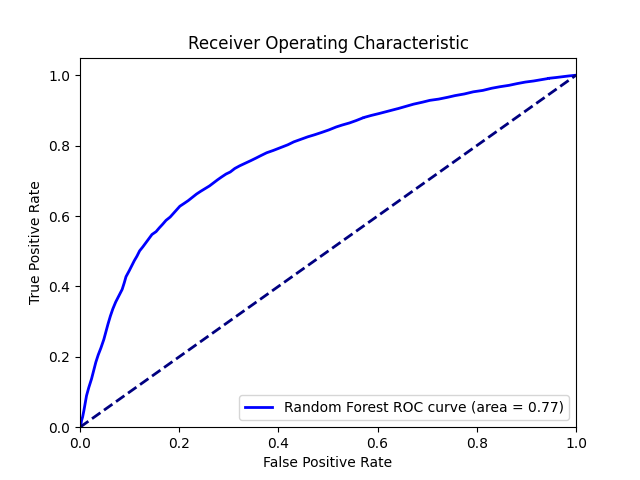 Receiver Operating Characteristic
1.0
0.8
0.6
0.4
0.2
0.0
True Positive Rate
Random Forest ROC curve (area = 0.77)
0.0 0.2 0.4 0.6 0.8 1.0
False Positive Rate